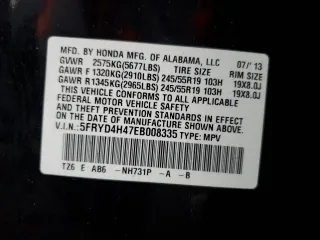 MFD. BY HONDA MFG. OF ALABAMA, LLC 07/'13
GVWR 2575KG(5677LBS) TIRE SIZE RIM SIZE
GAWR F 1320KG(2910LBS) 245/55R19 103H 19X8.0J
GAWR R1345KG(2965LBS) 245/55R19 103H 19X8.0J
THIS VEHICLE CONFORMS TO ALL APPLICABLE
FEDERAL MOTOR VEHICLE SAFETY AND
THEFT PREVENTION STANDARDS IN EFFECT ON
THE DATE OF MANUFACTURE SHOWN ABOVE.
V.I.N.:5FRYD4H47EB008335 TYPE: MPV
TZ6 E AB6 -NH731P -A -B